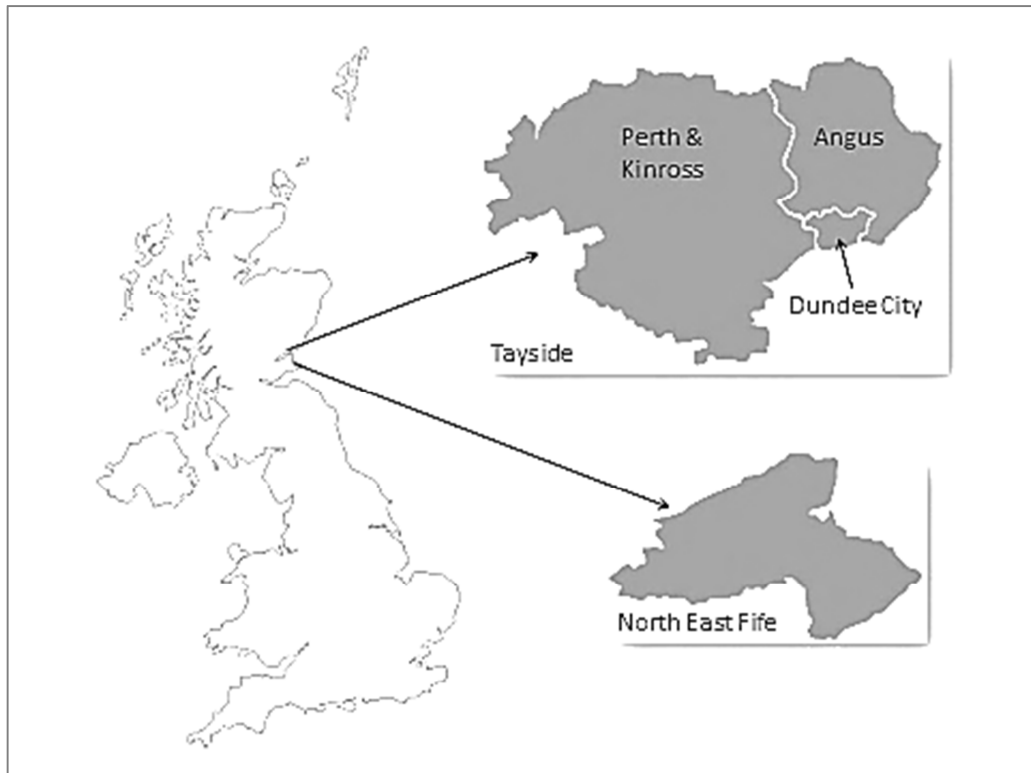 Perth &
Kinross
Angus
Dundee City
Tayside
North East Fife